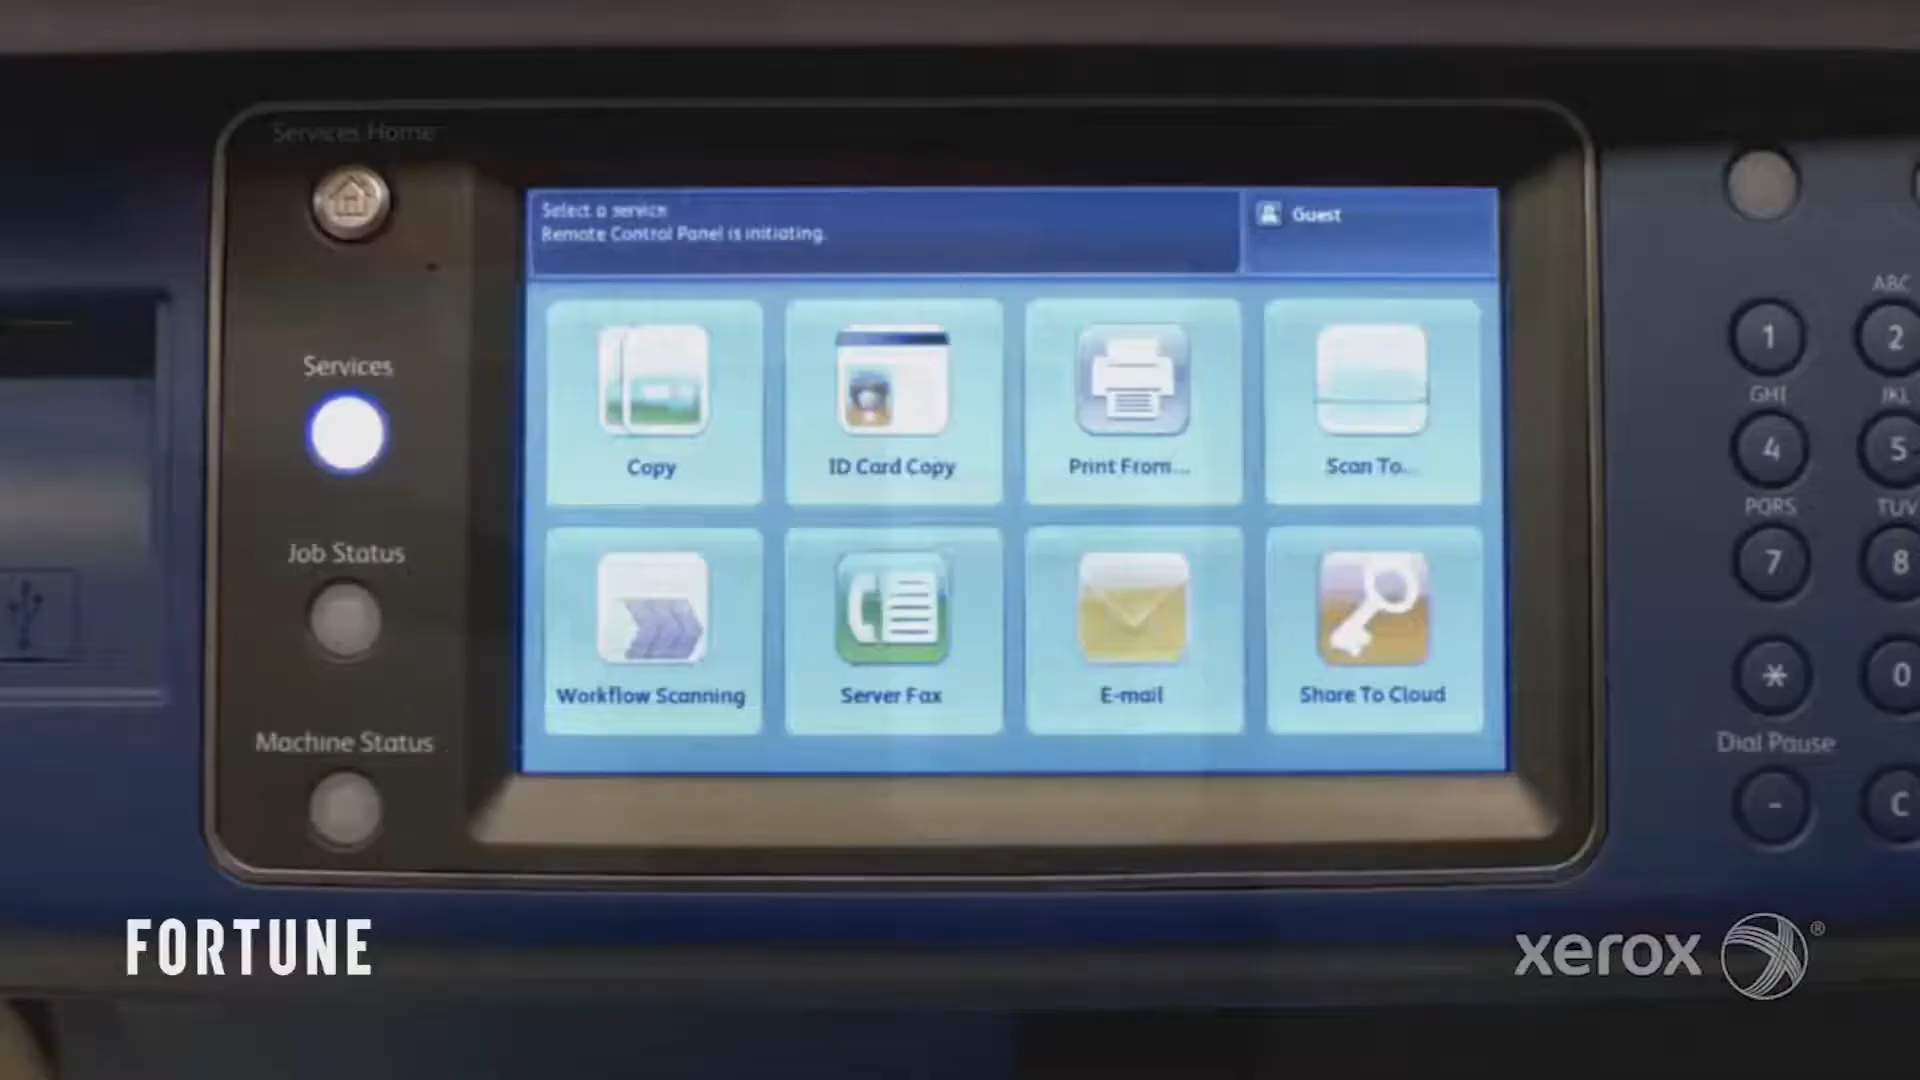 Services Home
Select a service
Remote Control Panel is initiating.
Guest
Services
Copy
ID Card Copy
Print From...
Scan To...
Job Status
Workflow Scanning
Server Fax
E-mail
Share To Cloud
Machine Status
ABC
1
2
GHI
JKL
4
5
PQRS
TUV
7
8
*
0
Dial Pause
-
C
FORTUNE
xerox ®